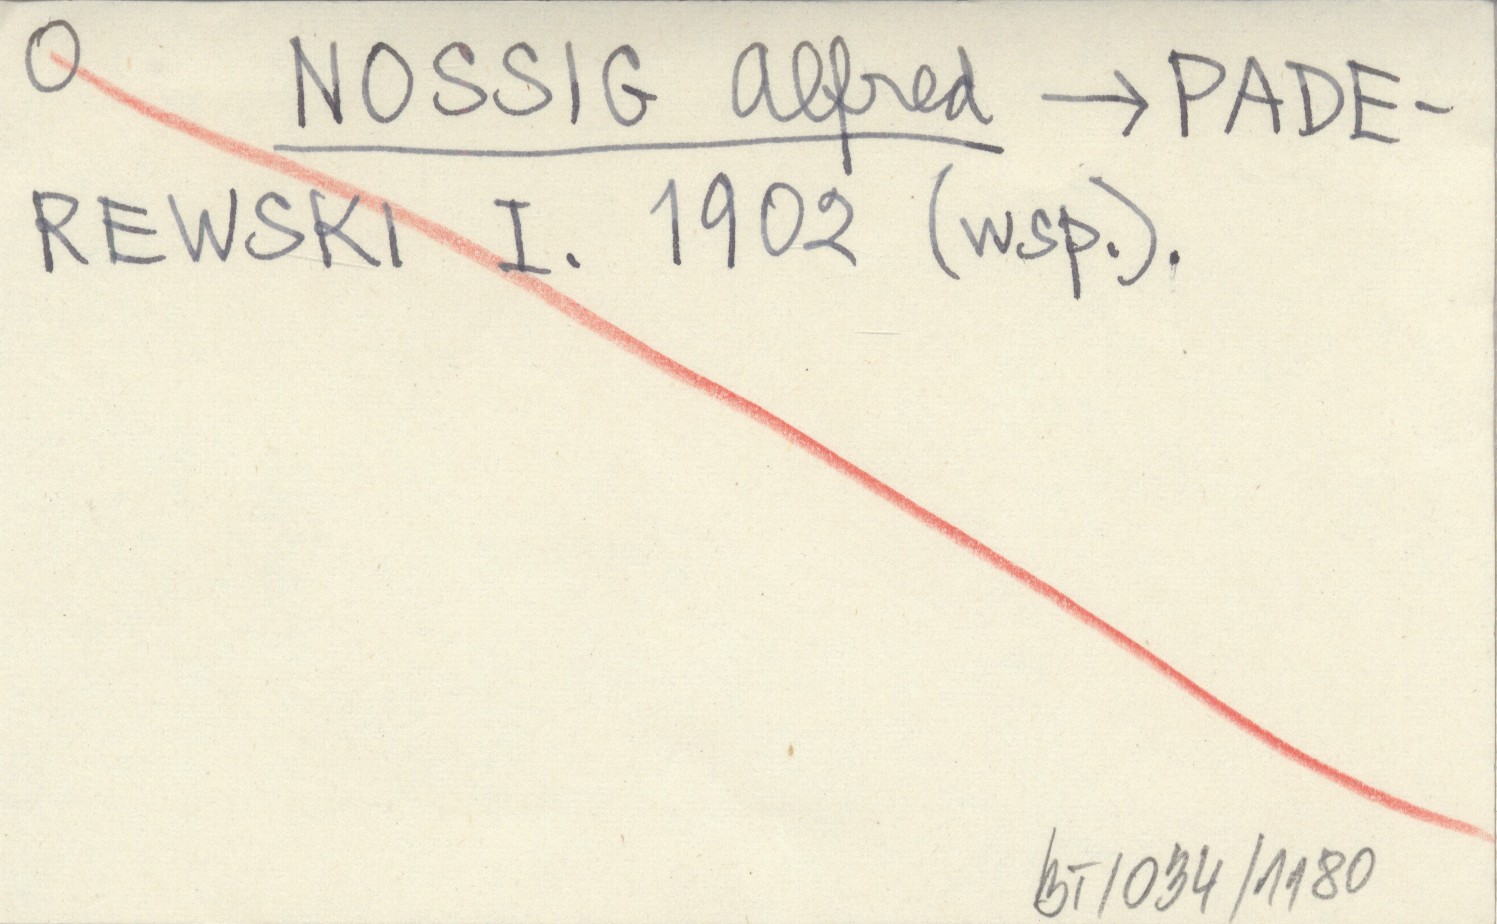 O NOSSIG Alfred → PADE-
REWSKI I. 1902 (wsp.).
BT/034/1180